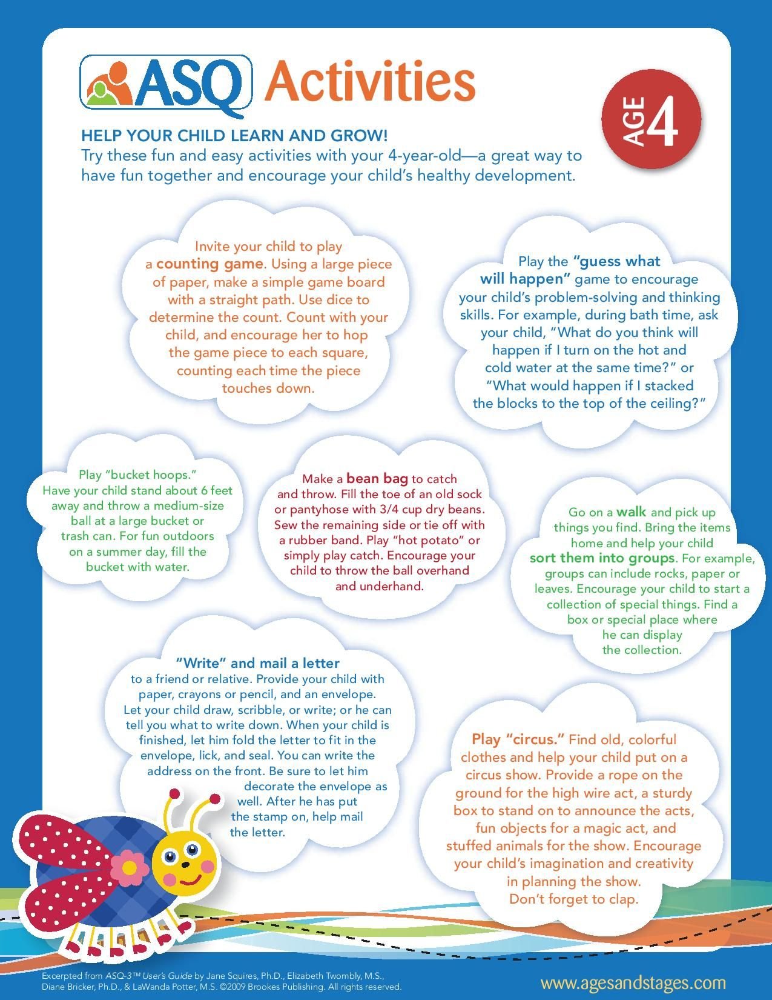 ASQ Activities
AGE 4
HELP YOUR CHILD LEARN AND GROW!
Try these fun and easy activities with your 4-year-old—a great way to
have fun together and encourage your child's healthy development.
Invite your child to play
a counting game. Using a large piece
of paper, make a simple game board
with a straight path. Use dice to
determine the count. Count with your
child, and encourage her to hop
the game piece to each square,
counting each time the piece
touches down.
Play the “guess what
will happen” game to encourage
your child's problem-solving and thinking
skills. For example, during bath time, ask
your child, “What do you think will
happen if I turn on the hot and
cold water at the same time?” or
“What would happen if I stacked
the blocks to the top of the ceiling?”
Play “bucket hoops.”
Have your child stand about 6 feet
away and throw a medium-size
ball at a large bucket or
trash can. For fun outdoors
on a summer day, fill the
bucket with water.
Make a bean bag to catch
and throw. Fill the toe of an old sock
or pantyhose with 3/4 cup dry beans.
Sew the remaining side or tie off with
a rubber band. Play “hot potato” or
simply play catch. Encourage your
child to throw the ball overhand
and underhand.
Go on a walk and pick up
things you find. Bring the items
home and help your child
sort them into groups. For example,
groups can include rocks, paper or
leaves. Encourage your child to start a
collection of special things. Find a
box or special place where
he can display
the collection.
“Write” and mail a letter
to a friend or relative. Provide your child with
paper, crayons or pencil, and an envelope.
Let your child draw, scribble, or write; or he can
tell you what to write down. When your child is
finished, let him fold the letter to fit in the
envelope, lick, and seal. You can write the
address on the front. Be sure to let him
decorate the envelope as
well. After he has put
the stamp on, help mail
the letter.
Play “circus.” Find old, colorful
clothes and help your child put on a
circus show. Provide a rope on the
ground for the high wire act, a sturdy
box to stand on to announce the acts,
fun objects for a magic act, and
stuffed animals for the show. Encourage
your child's imagination and creativity
in planning the show.
Don't forget to clap.
Excerpted from ASQ-3™ User's Guide by Jane Squires, Ph.D., Elizabeth Twombly, M.S.,
Diane Bricker, Ph.D., & LaWanda Potter, M.S. ©2009 Brookes Publishing. All rights reserved.
www.agesandstages.com